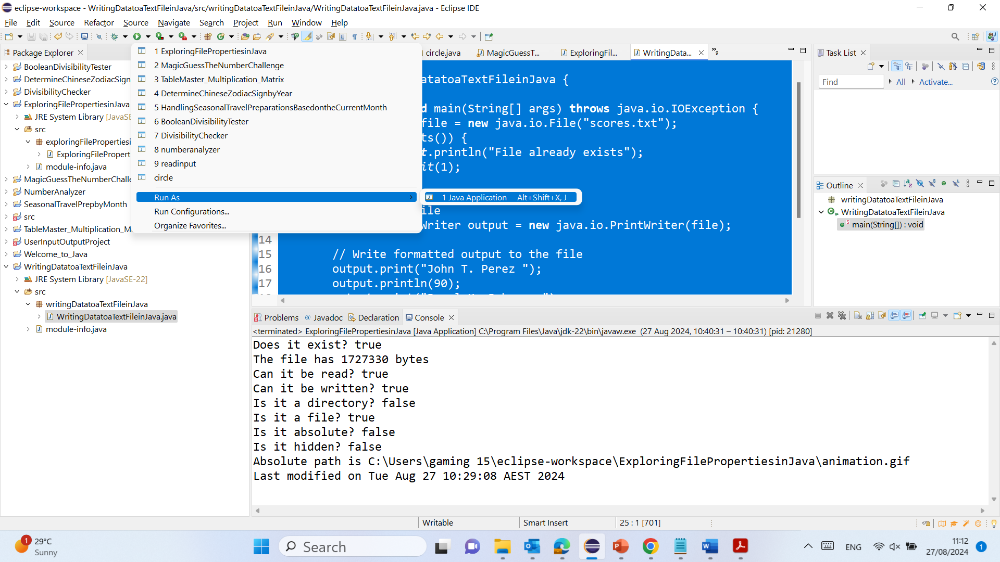 eclipse-workspace - WritingDatatoaTextFileinJava/src/writingDatatoaTextFileinJava/WritingDatatoaTextFileinJava.java - Eclipse IDE
File Edit Source Refactor Source Navigate Search Project Run Window Help
Package Explorer
BooleanDivisibilityTester
DetermineChineseZodiacSign
DivisibilityChecker
ExploringFilePropertiesinJava
JRE System Library [JavaSE
src
exploringFilePropertiesi
ExploringFilePropert
module-info.java
MagicGuessTheNumberChalle
NumberAnalyzer
SeasonalTravelPrepbyMonth
src
TableMaster_Multiplication_M
UserInputOutputProject
Welcome_to_Java
WritingDatatoaTextFileinJava
JRE System Library [JavaSE-22]
src
writingDatatoaTextFileinJava
WritingDatatoaTextFileinJava.java
module-info.java
1 ExploringFilePropertiesinJava
2 MagicGuessTheNumberChallenge
3 TableMaster_Multiplication_Matrix
4 DetermineChineseZodiacSignbyYear
5 HandlingSeasonalTravelPreparationsBasedontheCurrentMonth
6 BooleanDivisibilityTester
7 DivisibilityChecker
8 numberanalyzer
9 readinput
circle
Run As
Run Configurations...
Organize Favorites...
1 Java Application Alt+Shift+X, J
circle.java MagicGuessT... ExploringFil... WritingData... 9
atatoaTextFileinJava {
d main(String[] args) throws java.io.IOException {
file = new java.io.File("scores.txt");
ts()) {
t.println("File already exists");
it(1);
ile
Writer output = new java.io.PrintWriter(file);
14
15 // Write formatted output to the file
16 output.print("John T. Perez ");
17 output.println(90);
Task List
Find All Activate...
Outline
writingDatatoaTextFileinJava
WritingDatatoaTextFileinJava
main(String[]) : void
Problems Javadoc Declaration Console
<terminated> ExploringFilePropertiesinJava [Java Application] C:\Program Files\Java\jdk-22\bin\javaw.exe (27 Aug 2024, 10:40:31 – 10:40:31) [pid: 21280]
Does it exist? true
The file has 1727330 bytes
Can it be read? true
Can it be written? true
Is it a directory? false
Is it a file? true
Is it absolute? false
Is it hidden? false
Absolute path is C:\Users\gaming 15\eclipse-workspace\ExploringFilePropertiesinJava\animation.gif
Last modified on Tue Aug 27 10:29:08 AEST 2024
Writable Smart Insert 25 : 1 [701]
1 29°C
Sunny
Search
ENG
11:12
27/08/2024
1